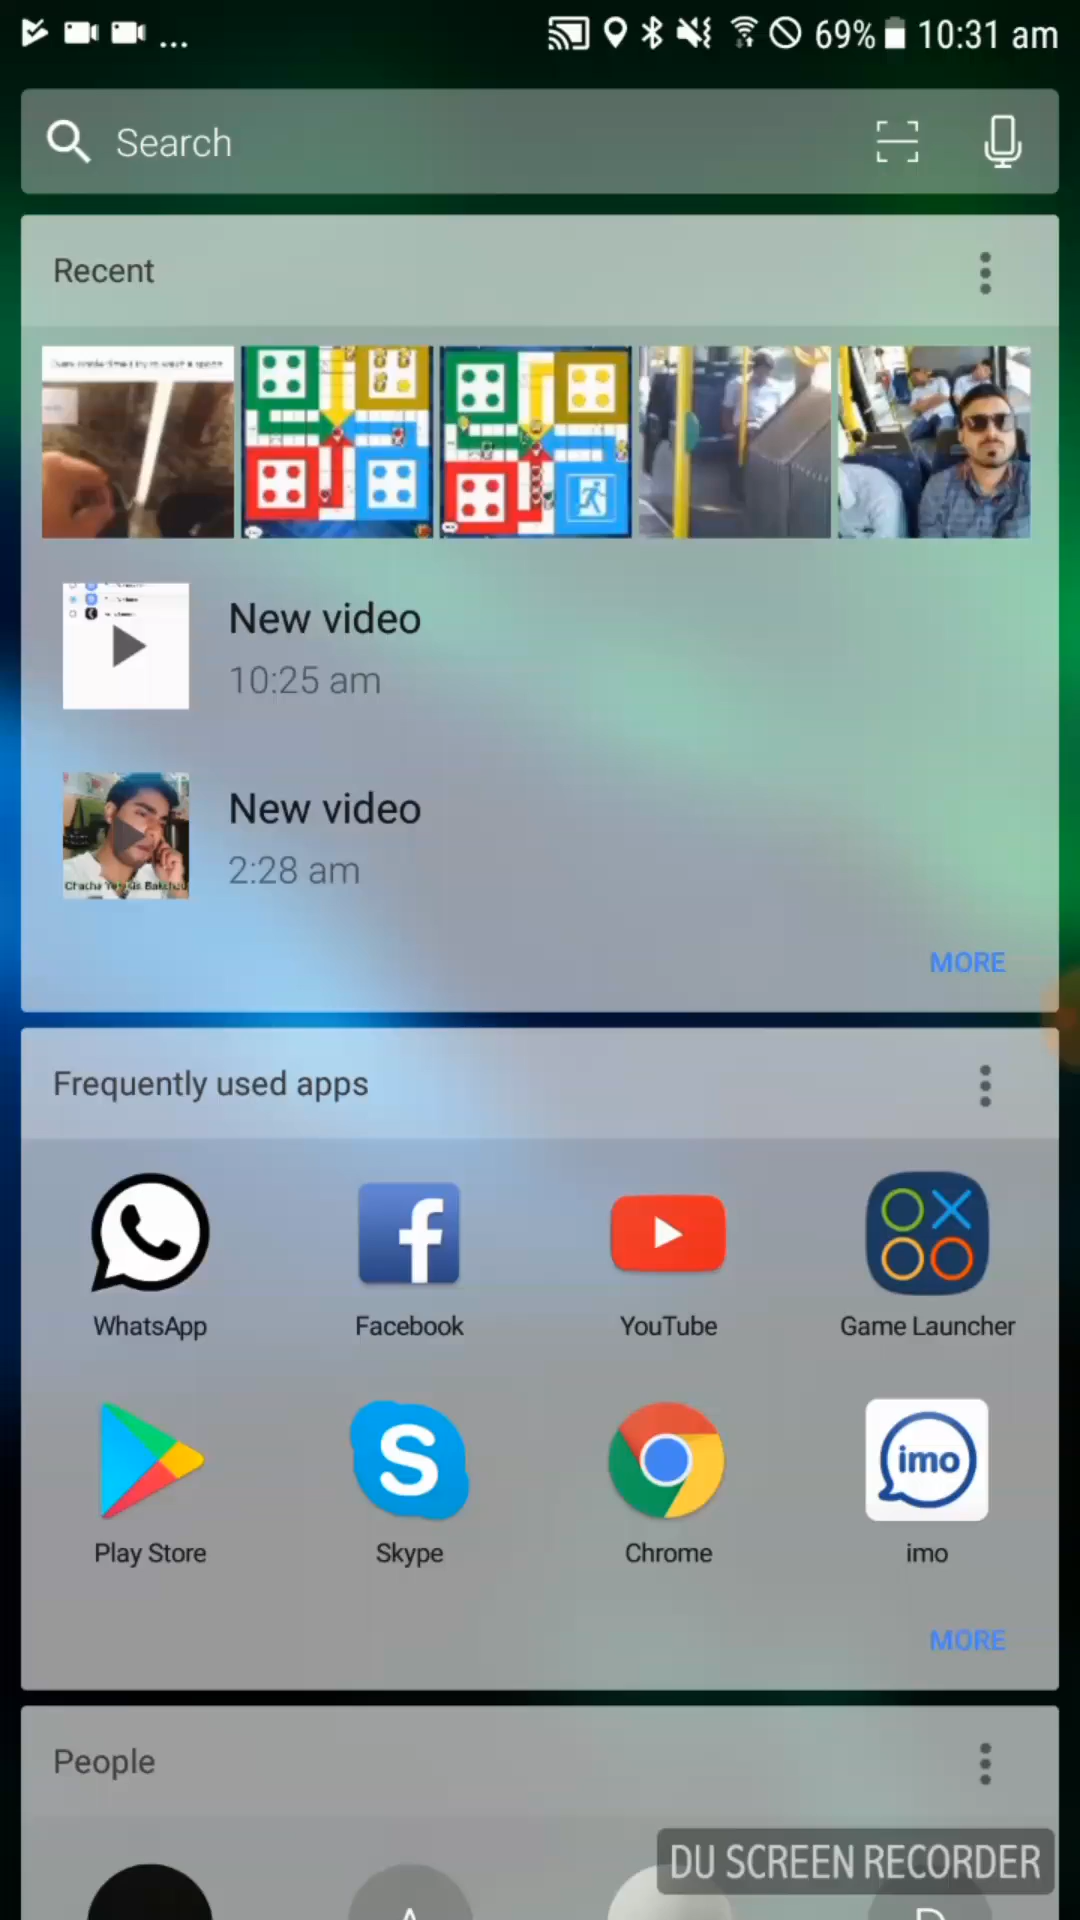 ... 69% 10:31 am
Search
Recent
New video
10:25 am
New video
2:28 am
MORE
Frequently used apps
WhatsApp Facebook YouTube Game Launcher
imo
Play Store Skype Chrome imo
MORE
People
DU SCREEN RECORDER